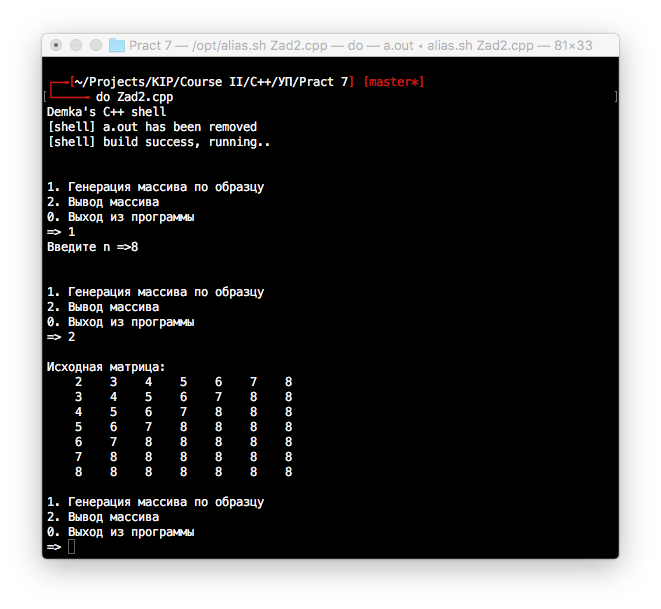 Pract 7 — /opt/alias.sh Zad2.cpp — do — a.out ◂ alias.sh Zad2.cpp — 81×33
[~/Projects/KIP/Course II/C++/УП/Pract 7] [master*]
[ do Zad2.cpp ]
Demka's C++ shell
[shell] a.out has been removed
[shell] build success, running..
1. Генерация массива по образцу
2. Вывод массива
0. Выход из программы
=> 1
Введите n =>8
1. Генерация массива по образцу
2. Вывод массива
0. Выход из программы
=> 2
Исходная матрица:
2 3 4 5 6 7 8
3 4 5 6 7 8 8
4 5 6 7 8 8 8
5 6 7 8 8 8 8
6 7 8 8 8 8 8
7 8 8 8 8 8 8
8 8 8 8 8 8 8
1. Генерация массива по образцу
2. Вывод массива
0. Выход из программы
=>